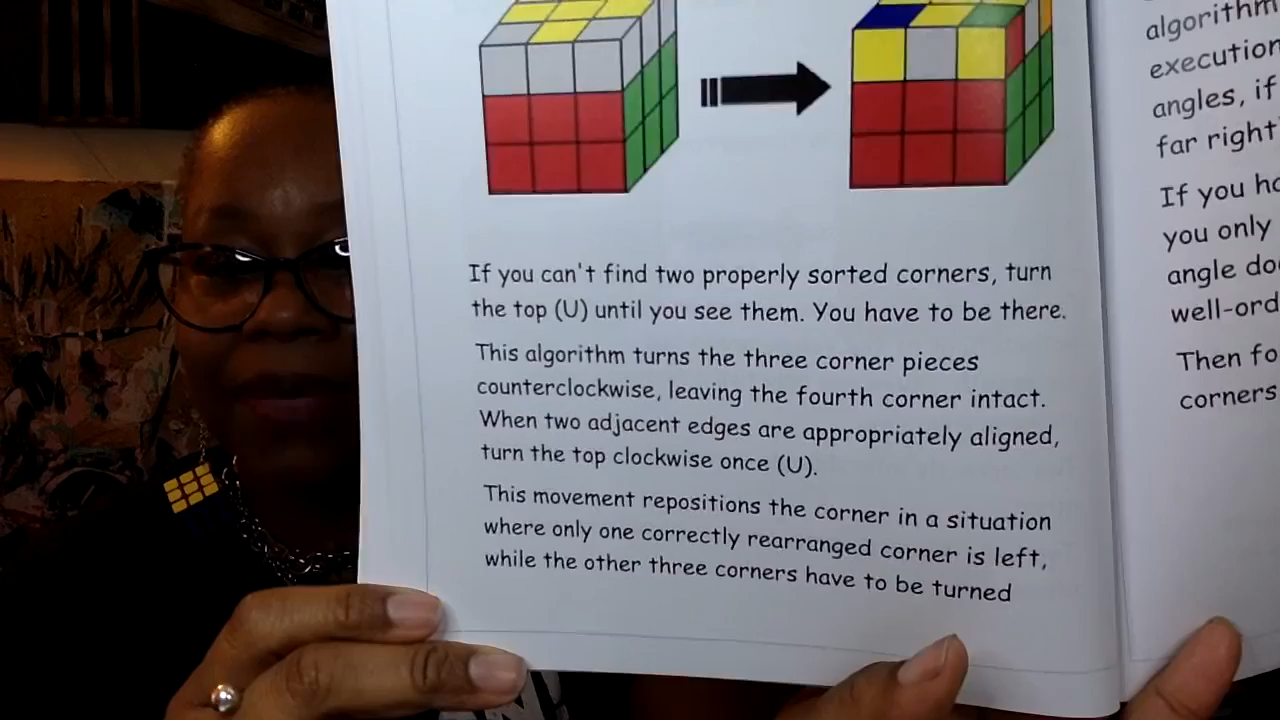 If you can't find two properly sorted corners, turn
the top (U) until you see them. You have to be there.
This algorithm turns the three corner pieces
counterclockwise, leaving the fourth corner intact.
When two adjacent edges are appropriately aligned,
turn the top clockwise once (U).
This movement repositions the corner in a situation
where only one correctly rearranged corner is left,
while the other three corners have to be turned
algorithm
execution
angles, if
far right
If you
you only
angle
well-ord
Then
corners